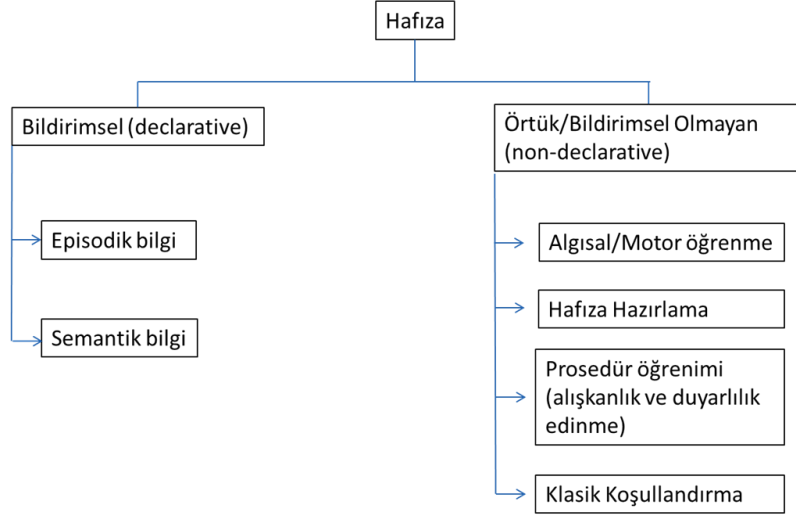 Hafıza
Bildirimsel (declarative)
Episodik bilgi
Semantik bilgi
Örtük/Bildirimsel Olmayan
(non-declarative)
Algısal/Motor öğrenme
Hafıza Hazırlama
Prosedür öğrenimi
(alışkanlık ve duyarlılık
edinme)
Klasik Koşullandırma